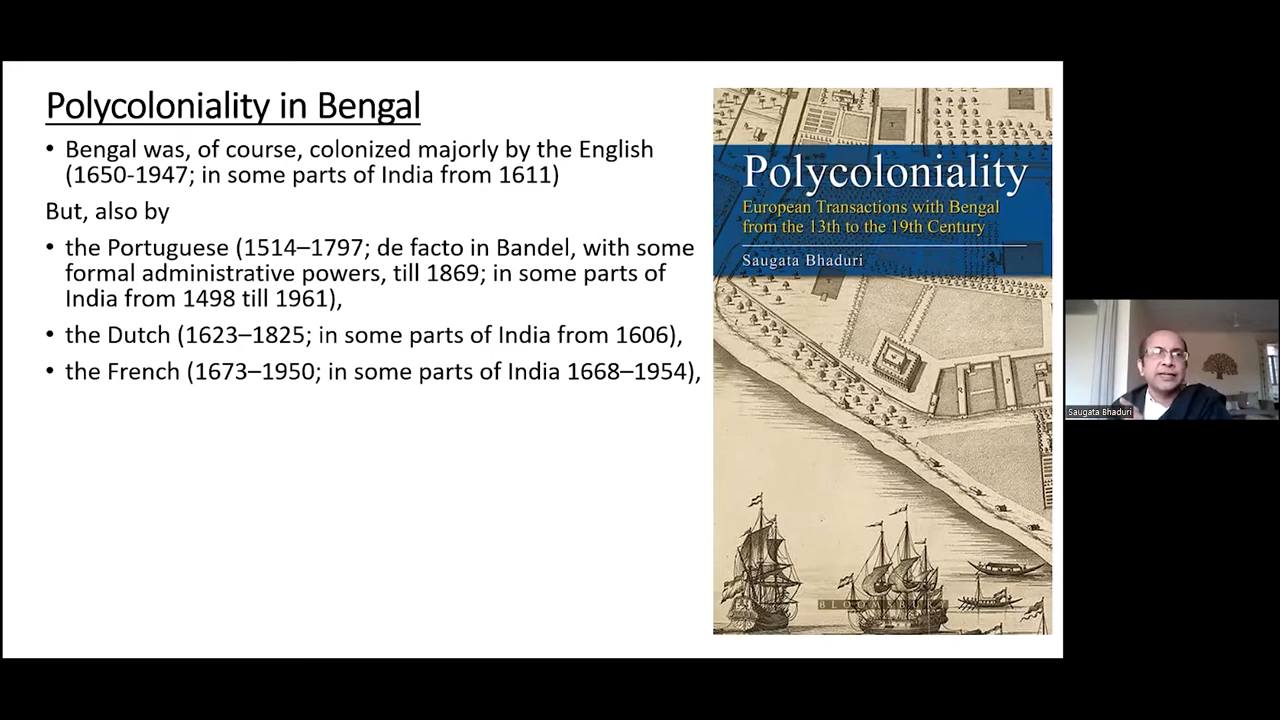 Polycoloniality in Bengal
• Bengal was, of course, colonized majorly by the English
(1650-1947; in some parts of India from 1611)
But, also by
• the Portuguese (1514–1797; de facto in Bandel, with some
formal administrative powers, till 1869; in some parts of
India from 1498 till 1961),
• the Dutch (1623–1825; in some parts of India from 1606),
• the French (1673–1950; in some parts of India 1668–1954),
Polycoloniality
European Transactions with Bengal
from the 13th to the 19th Century
Saugata Bhaduri
BLOOMSBURY
Saugata Bhaduri